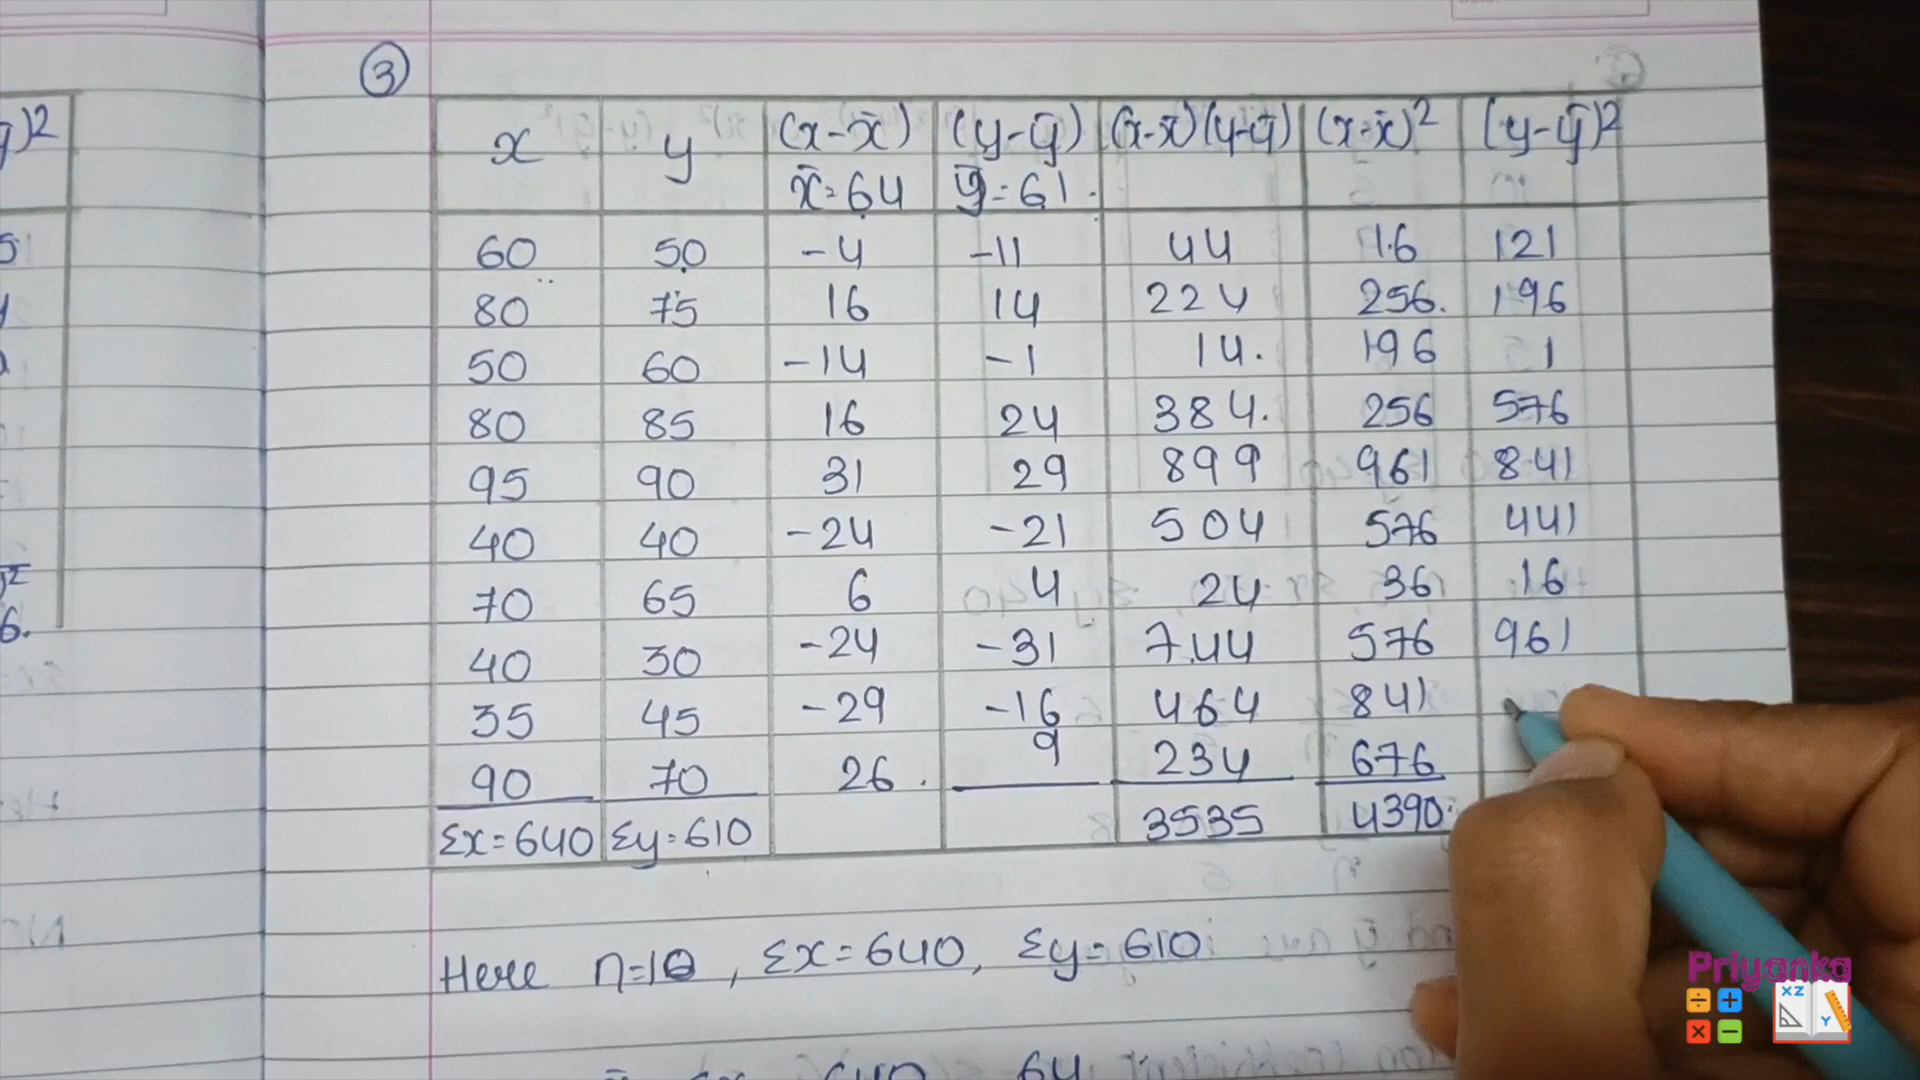 3
x y (x-x̄) (y-ȳ) (x-x̄)(y-ȳ) (x-x̄)² (y-ȳ)²
x̄=64 ȳ=61
60 50 -4 -11 44 16 121
80 75 16 14 224 256. 196
50 60 -14 -1 14. 196 1
80 85 16 24 384. 256 576
95 90 31 29 899 961 841
40 40 -24 -21 504 576 441
70 65 6 4 24 36 16
40 30 -24 -31 744 576 961
35 45 -29 -16 464 841
90 70 26. 9 234 676
Σx=640 Σy=610 3535 4390
Here n=10, Σx=640, Σy=610
)2
6.
Priyanka
XZ
Y